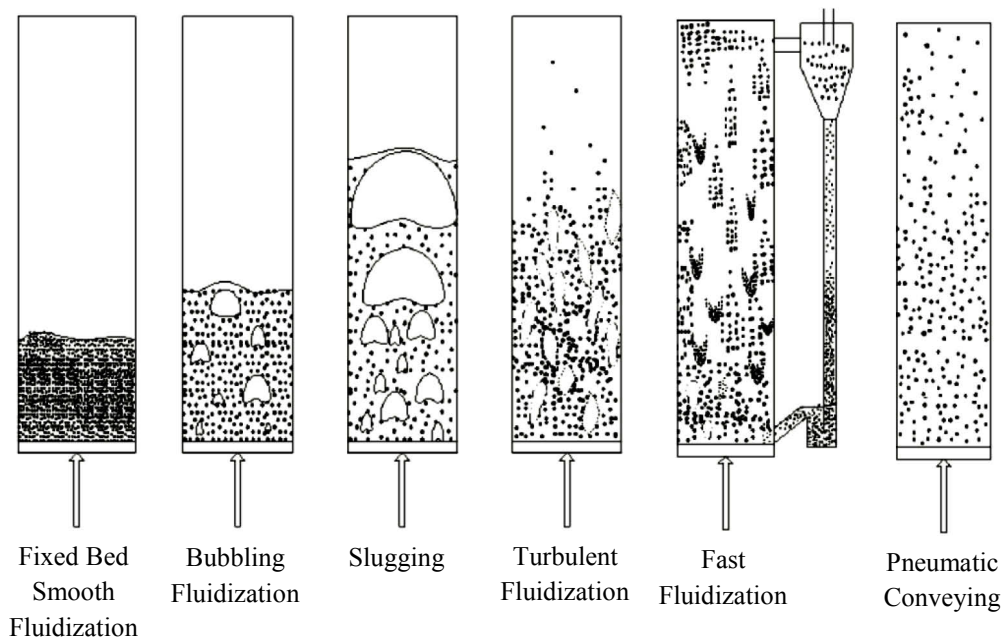 Fixed Bed
Smooth
Fluidization
Bubbling
Fluidization
Slugging
Turbulent
Fluidization
Fast
Fluidization
Pneumatic
Conveying